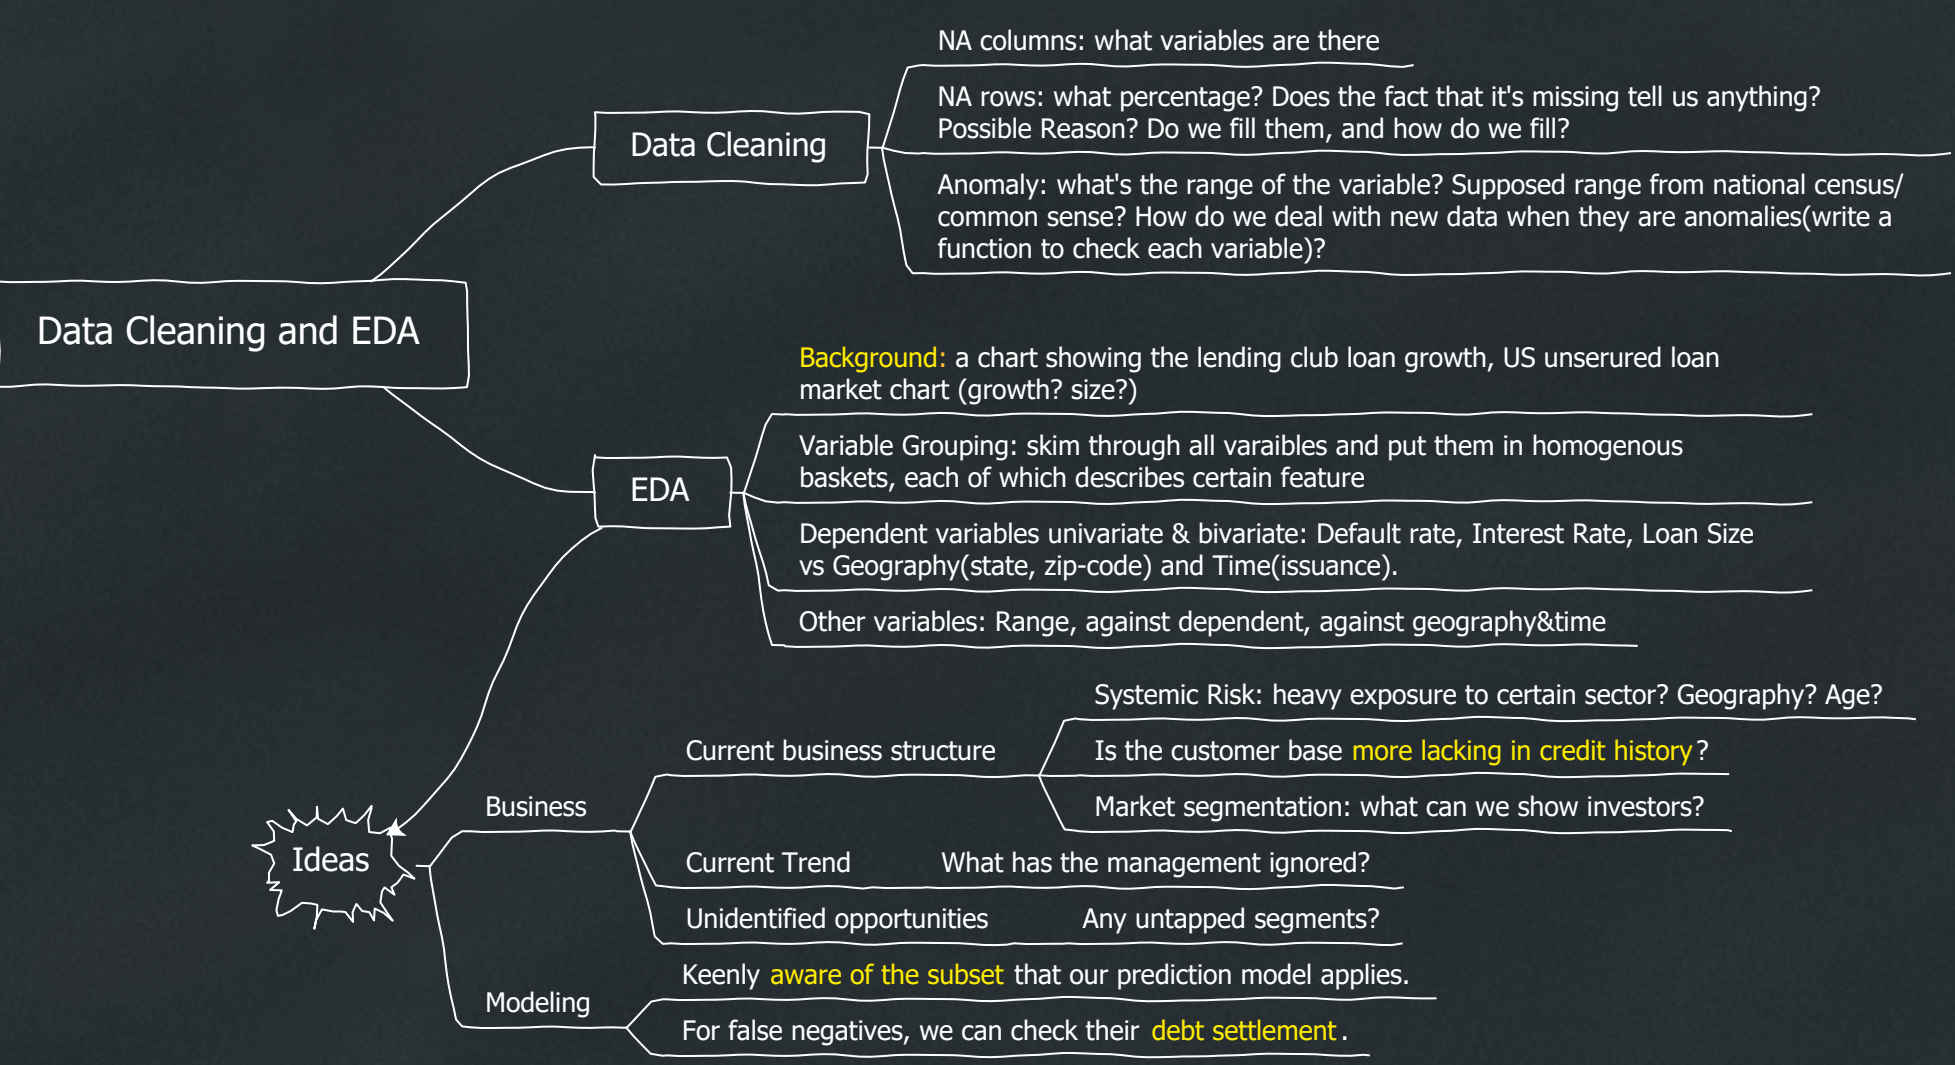 NA columns: what variables are there
NA rows: what percentage? Does the fact that it's missing tell us anything?
Possible Reason? Do we fill them, and how do we fill?
Data Cleaning
Anomaly: what's the range of the variable? Supposed range from national census/
common sense? How do we deal with new data when they are anomalies(write a
function to check each variable)?
Data Cleaning and EDA
Background: a chart showing the lending club loan growth, US unserured loan
market chart (growth? size?)
Variable Grouping: skim through all varaibles and put them in homogenous
baskets, each of which describes certain feature
EDA
Dependent variables univariate & bivariate: Default rate, Interest Rate, Loan Size
vs Geography(state, zip-code) and Time(issuance).
Other variables: Range, against dependent, against geography&time
Systemic Risk: heavy exposure to certain sector? Geography? Age?
Current business structure
Is the customer base more lacking in credit history?
Business
Market segmentation: what can we show investors?
Ideas
Current Trend
What has the management ignored?
Unidentified opportunities
Any untapped segments?
Keenly aware of the subset that our prediction model applies.
Modeling
For false negatives, we can check their debt settlement.